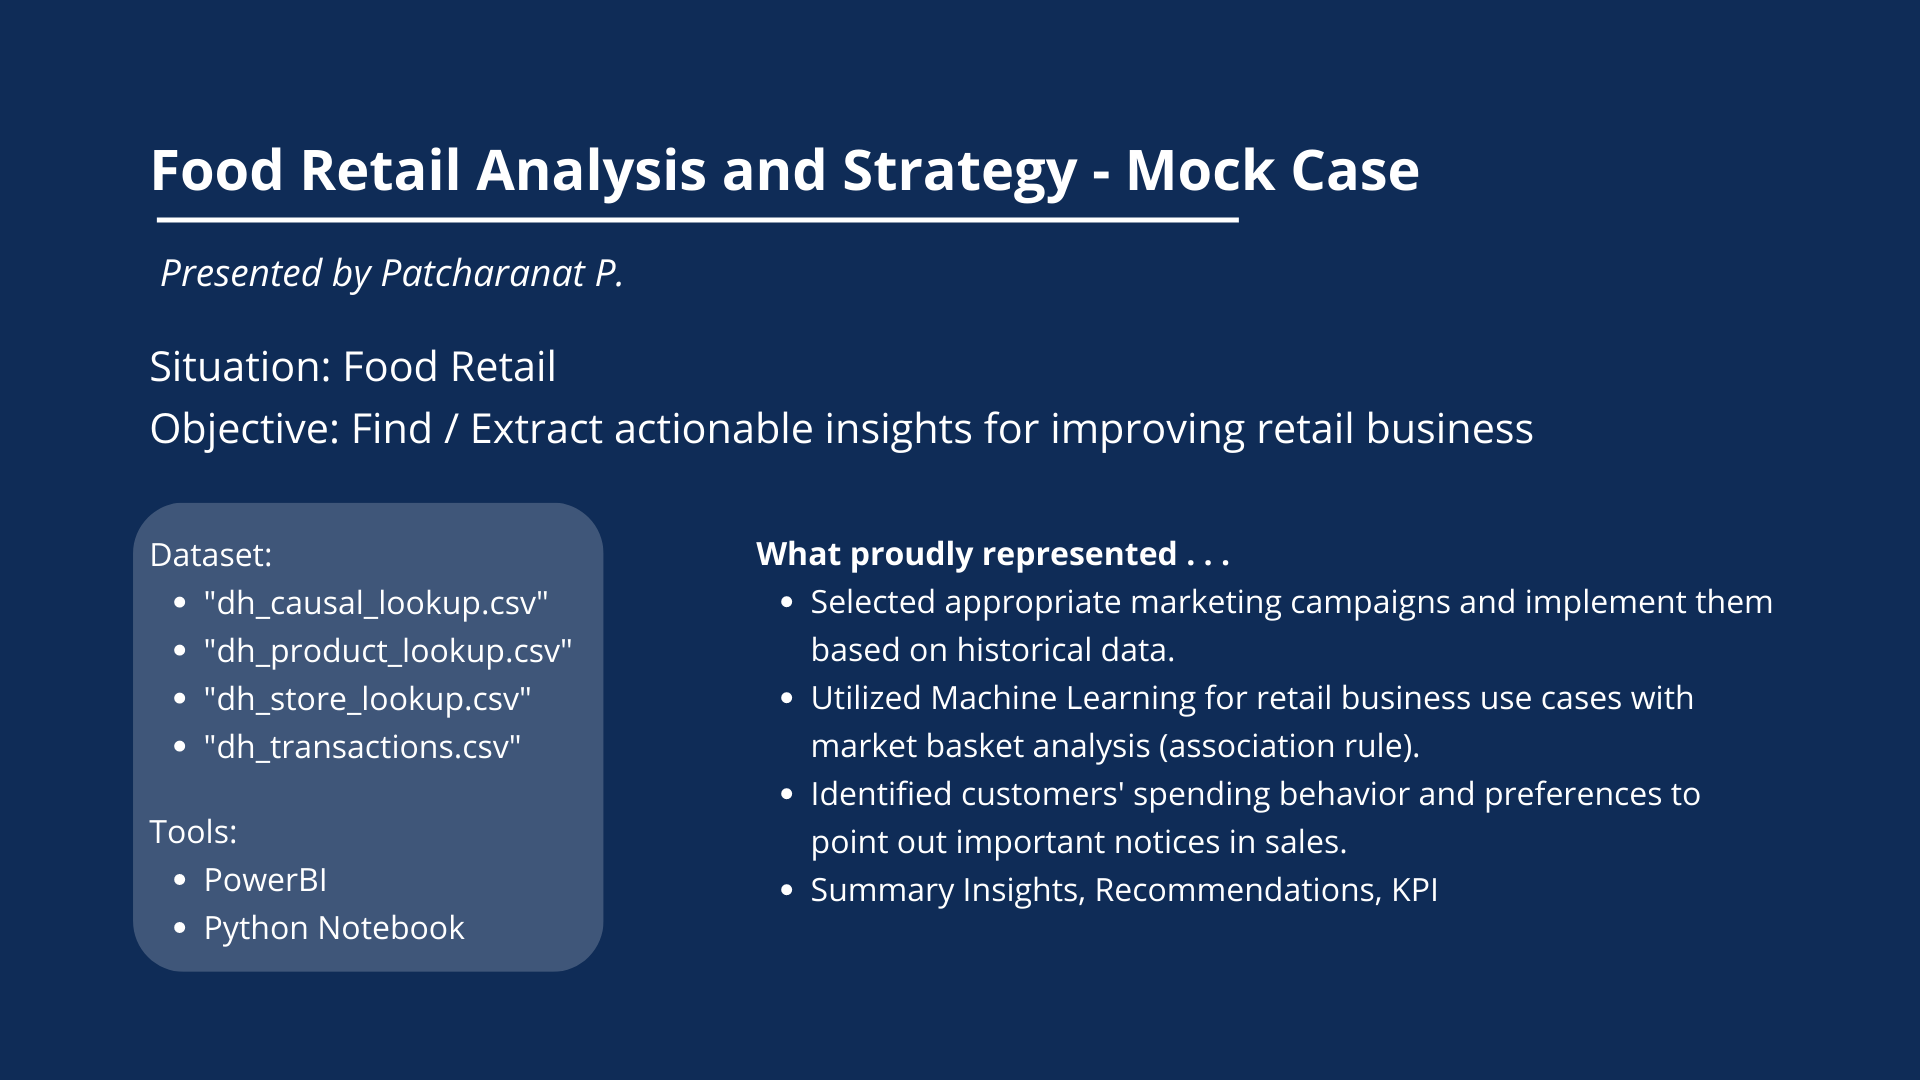 Food Retail Analysis and Strategy - Mock Case
Presented by Patcharanat P.
Situation: Food Retail
Objective: Find / Extract actionable insights for improving retail business
Dataset:
• "dh_causal_lookup.csv"
• "dh_product_lookup.csv"
• "dh_store_lookup.csv"
• "dh_transactions.csv"
Tools:
• PowerBI
• Python Notebook
What proudly represented . . .
• Selected appropriate marketing campaigns and implement them
based on historical data.
• Utilized Machine Learning for retail business use cases with
market basket analysis (association rule).
• Identified customers' spending behavior and preferences to
point out important notices in sales.
• Summary Insights, Recommendations, KPI